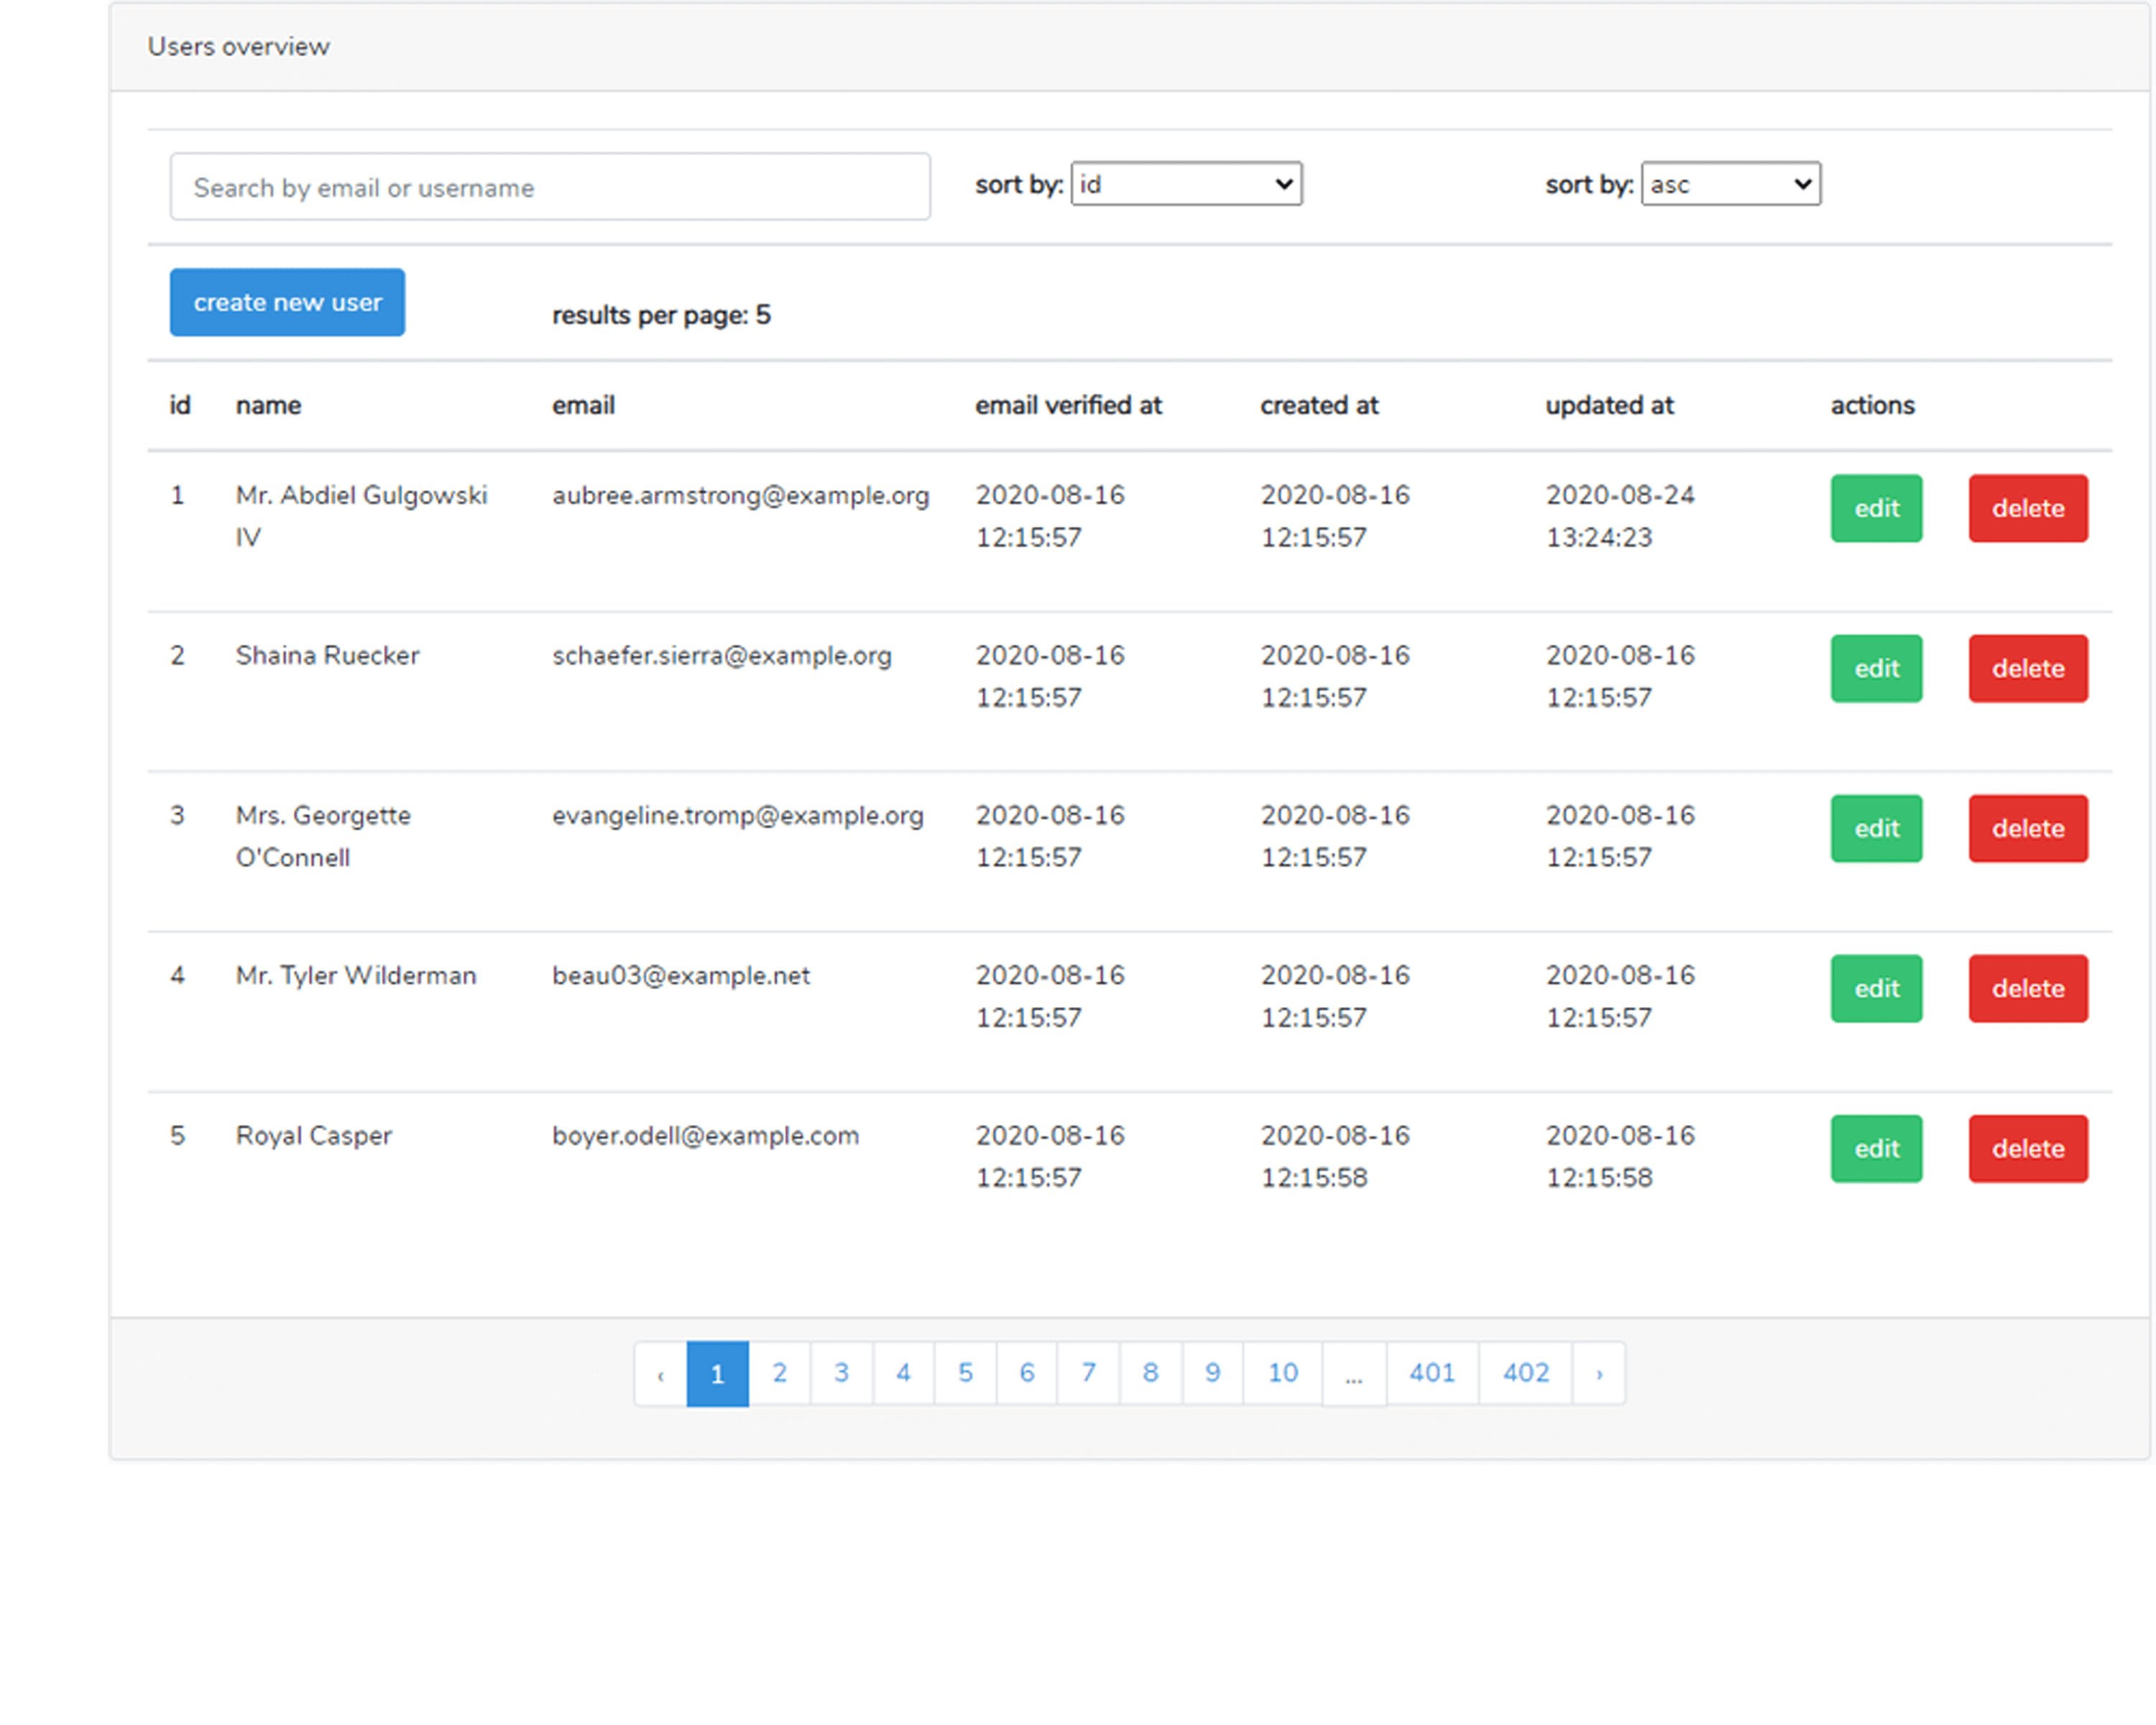 Users overview
Search by email or username sort by: id sort by: asc
create new user results per page: 5
id name email email verified at created at updated at actions
1 Mr. Abdiel Gulgowski aubree.armstrong@example.org 2020-08-16 2020-08-16 2020-08-24 edit delete
IV 12:15:57 12:15:57 13:24:23
2 Shaina Ruecker schaefer.sierra@example.org 2020-08-16 2020-08-16 2020-08-16 edit delete
12:15:57 12:15:57 12:15:57
3 Mrs. Georgette evangeline.tromp@example.org 2020-08-16 2020-08-16 2020-08-16 edit delete
O'Connell 12:15:57 12:15:57 12:15:57
4 Mr. Tyler Wilderman beau03@example.net 2020-08-16 2020-08-16 2020-08-16 edit delete
12:15:57 12:15:57 12:15:57
5 Royal Casper boyer.odell@example.com 2020-08-16 2020-08-16 2020-08-16 edit delete
12:15:57 12:15:58 12:15:58
‹ 1 2 3 4 5 6 7 8 9 10 ... 401 402 ›